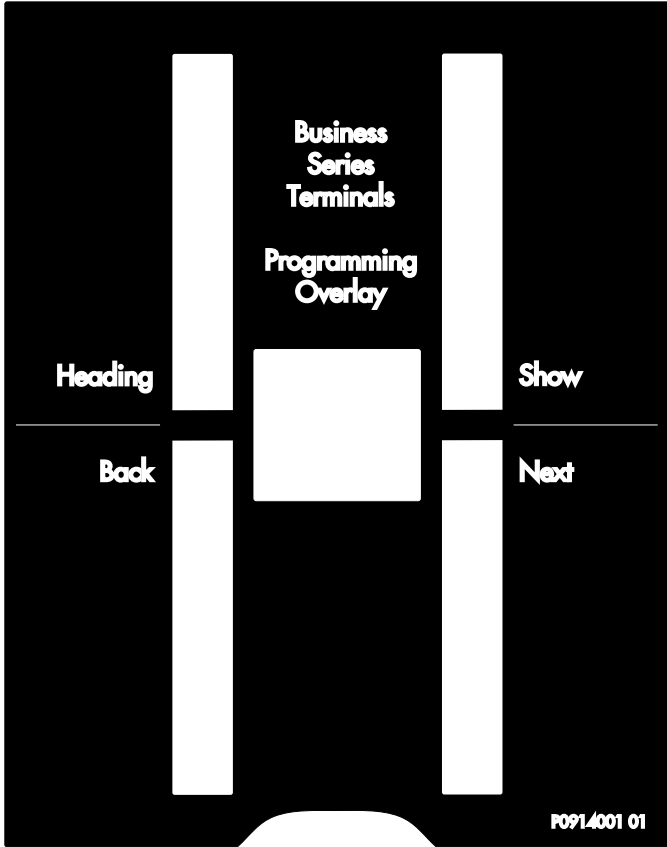 Business
Series
Terminals
Programming
Overlay
Heading
Show
Back
Next
P0914001 01